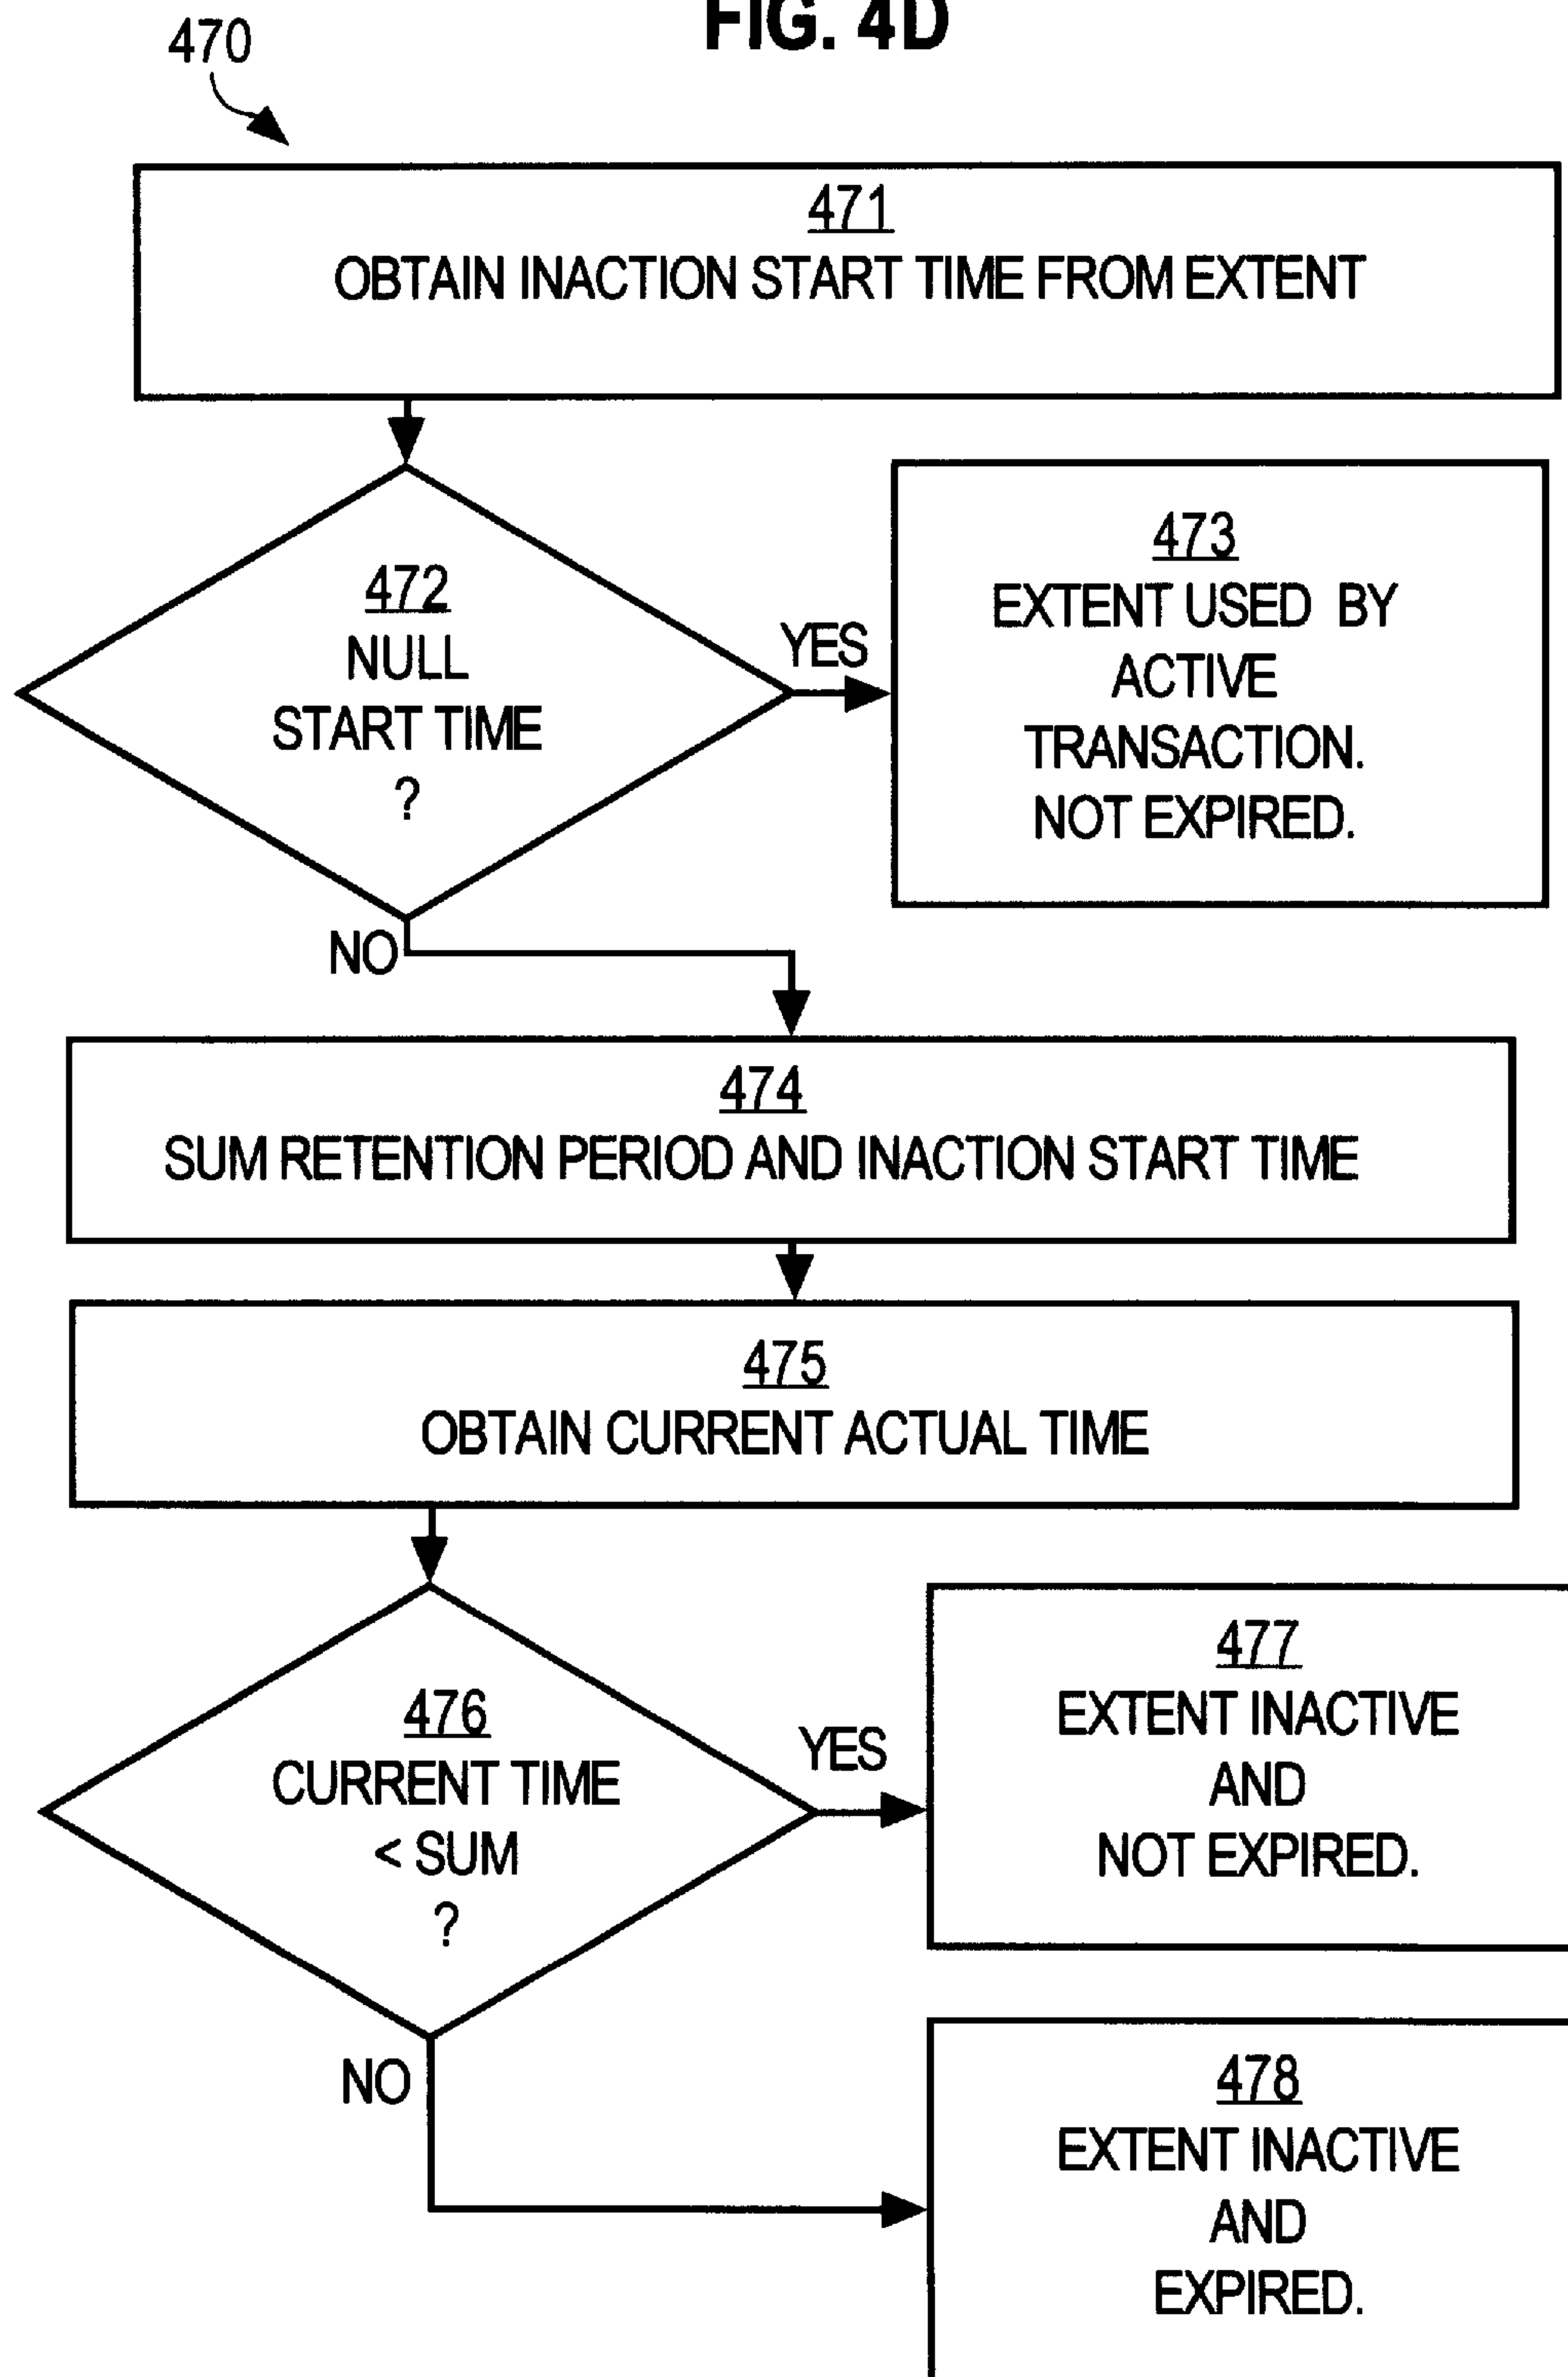 FIG. 4D
470
471
OBTAIN INACTION START TIME FROM EXTENT
472
NULL
START TIME
?
YES
473
EXTENT USED BY
ACTIVE
TRANSACTION.
NOT EXPIRED.
NO
474
SUM RETENTION PERIOD AND INACTION START TIME
475
OBTAIN CURRENT ACTUAL TIME
476
CURRENT TIME
< SUM
?
YES
477
EXTENT INACTIVE
AND
NOT EXPIRED.
NO
478
EXTENT INACTIVE
AND
EXPIRED.